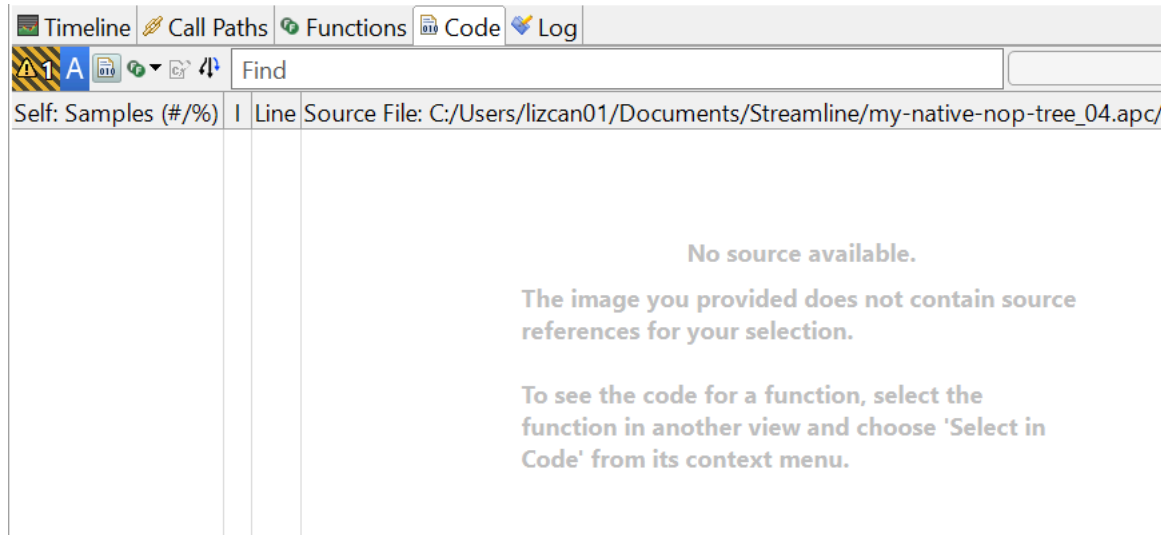 Timeline Call Paths Functions Code Log
1 A Find
Self: Samples (#/%) I Line Source File: C:/Users/lizcan01/Documents/Streamline/my-native-nop-tree_04.apc/
No source available.
The image you provided does not contain source
references for your selection.
To see the code for a function, select the
function in another view and choose 'Select in
Code' from its context menu.